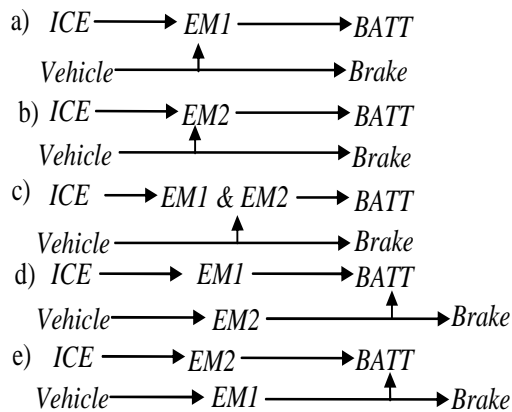 a) ICE EM1 BATT
Vehicle Brake
b) ICE EM2 BATT
Vehicle Brake
c) ICE EM1 & EM2 BATT
Vehicle Brake
d) ICE EM1 BATT
Vehicle EM2 Brake
e) ICE EM2 BATT
Vehicle EM1 Brake